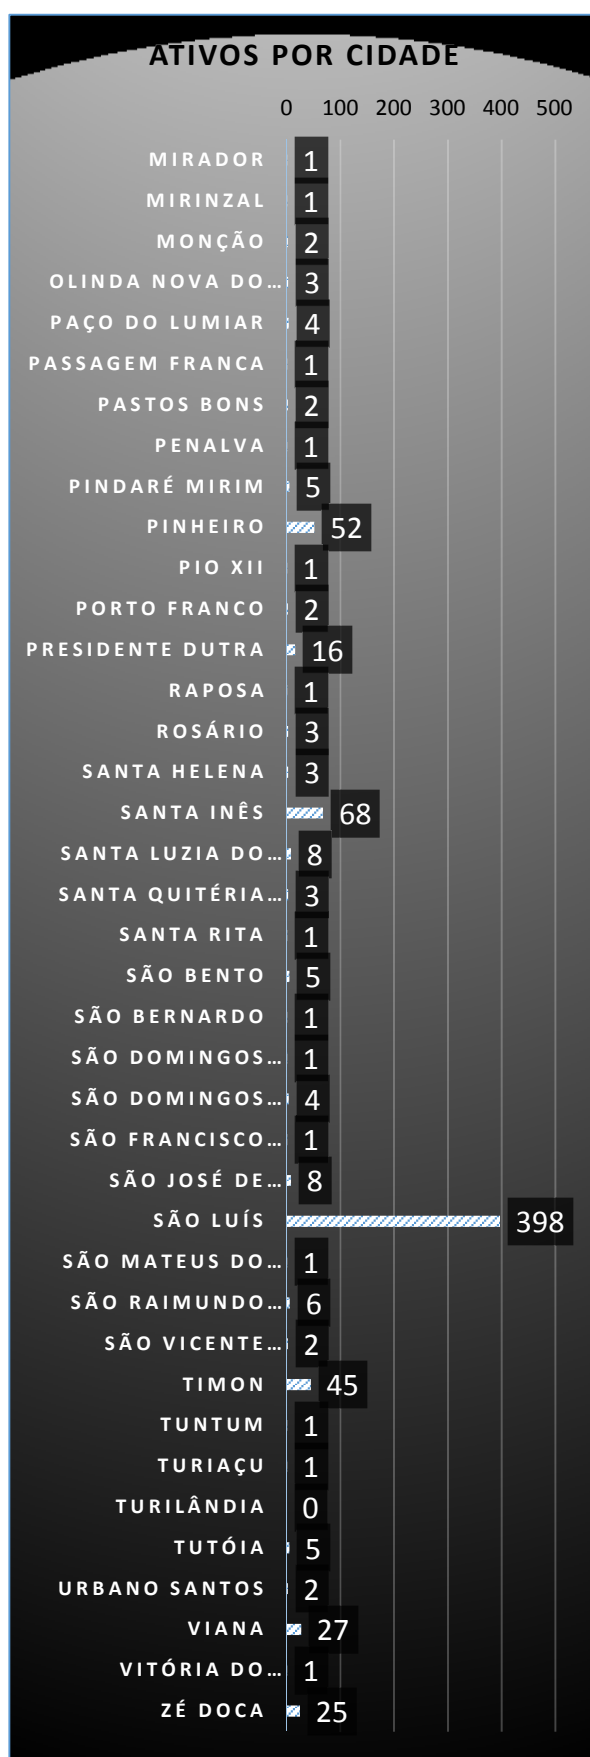 ATIVOS POR CIDADE
0 100 200 300 400 500
MIRADOR 1
MIRINZAL 1
MONÇÃO 2
OLINDA NOVA DO... 3
PAÇO DO LUMIAR 4
PASSAGEM FRANCA 1
PASTOS BONS 2
PENALVA 1
PINDARÉ MIRIM 5
PINHEIRO 52
PIO XII 1
PORTO FRANCO 2
PRESIDENTE DUTRA 16
RAPOSA 1
ROSÁRIO 3
SANTA HELENA 3
SANTA INÊS 68
SANTA LUZIA DO... 8
SANTA QUITÉRIA... 3
SANTA RITA 1
SÃO BENTO 5
SÃO BERNARDO 1
SÃO DOMINGOS... 1
SÃO DOMINGOS... 4
SÃO FRANCISCO... 1
SÃO JOSÉ DE... 8
SÃO LUÍS 398
SÃO MATEUS DO... 1
SÃO RAIMUNDO... 6
SÃO VICENTE... 2
TIMON 45
TUNTUM 1
TURIAÇU 1
TURILÂNDIA 0
TUTÓIA 5
URBANO SANTOS 2
VIANA 27
VITÓRIA DO... 1
ZÉ DOCA 25